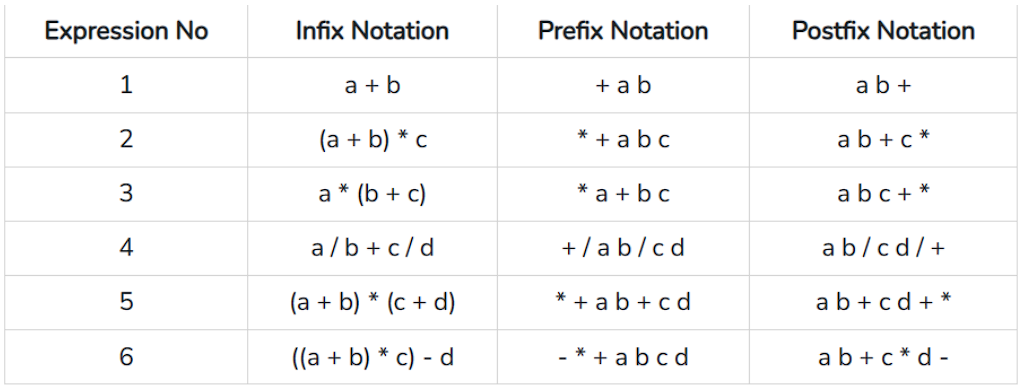 Expression No Infix Notation Prefix Notation Postfix Notation
1 a + b + a b a b +
2 (a + b) * c * + a b c a b + c *
3 a * (b + c) * a + b c a b c + *
4 a / b + c / d + / a b / c d a b / c d / +
5 (a + b) * (c + d) * + a b + c d a b + c d + *
6 ((a + b) * c) - d - * + a b c d a b + c * d -